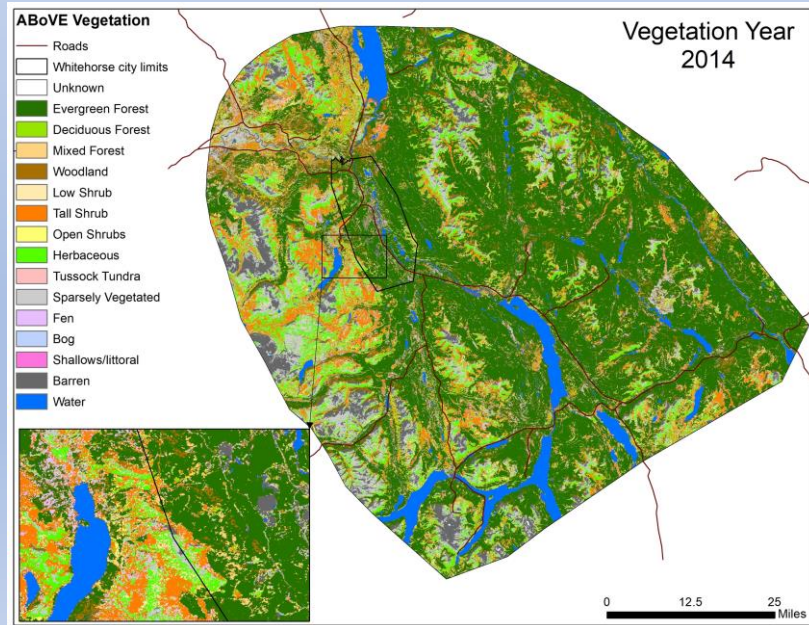 ABoVE Vegetation
Roads
Whitehorse city limits
Unknown
Evergreen Forest
Deciduous Forest
Mixed Forest
Woodland
Low Shrub
Tall Shrub
Open Shrubs
Herbaceous
Tussock Tundra
Sparsely Vegetated
Fen
Bog
Shallows/littoral
Barren
Water
Vegetation Year
2014
0 12.5 25
Miles